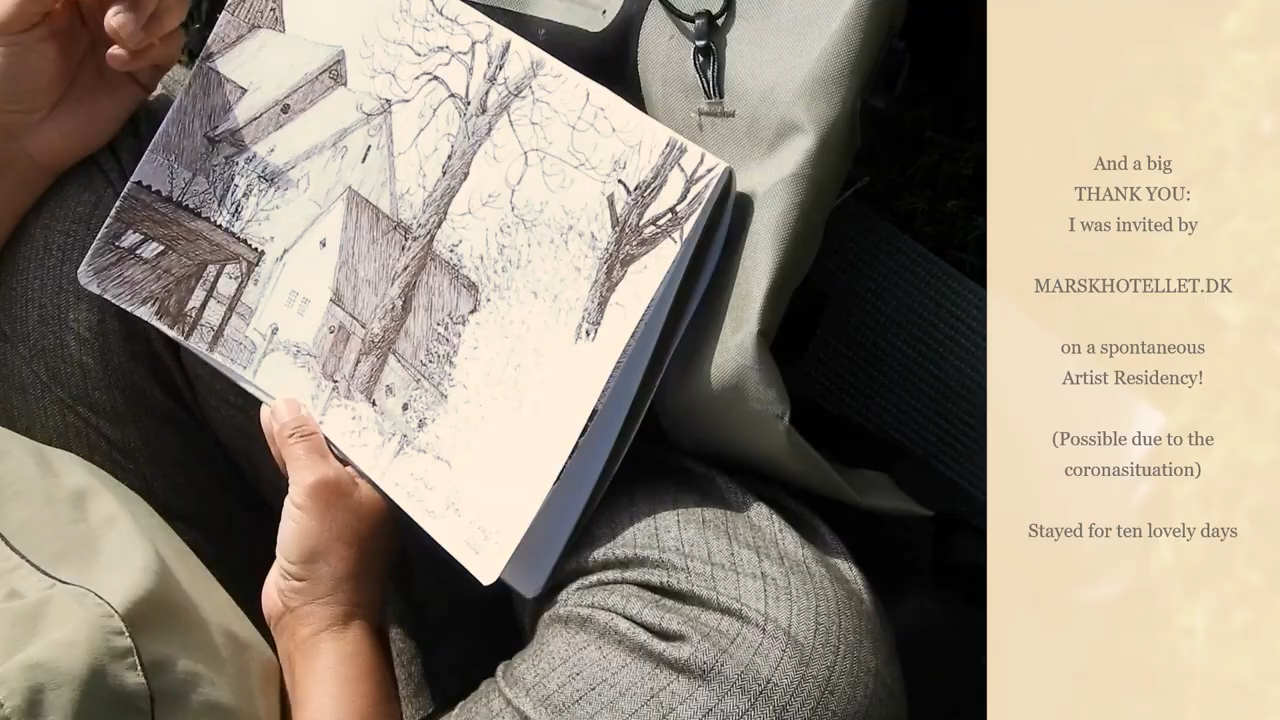 And a big
THANK YOU:
I was invited by
MARSKHOTELLET.DK
on a spontaneous
Artist Residency!
(Possible due to the
coronasituation)
Stayed for ten lovely days